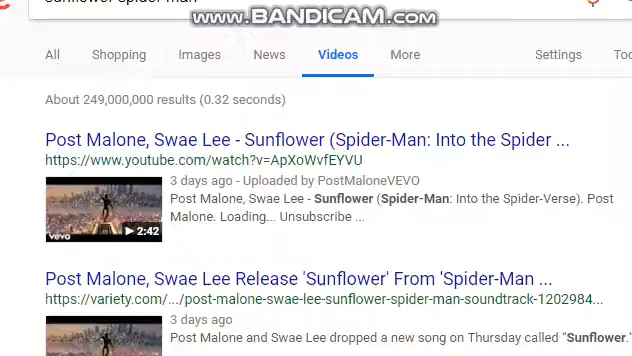 sunflower spider man
www.BANDICAM.com
All Shopping Images News Videos More Settings
About 249,000,000 results (0.32 seconds)
Post Malone, Swae Lee - Sunflower (Spider-Man: Into the Spider ...
https://www.youtube.com/watch?v=ApXoWvfEYVU
3 days ago - Uploaded by PostMaloneVEVO
Post Malone, Swae Lee - Sunflower (Spider-Man: Into the Spider-Verse). Post
Malone. Loading... Unsubscribe ...
vevo
2:42
Post Malone, Swae Lee Release 'Sunflower' From 'Spider-Man ...
https://variety.com/.../post-malone-swae-lee-sunflower-spider-man-soundtrack-1202984...
3 days ago
Post Malone and Swae Lee dropped a new song on Thursday called "Sunflower."